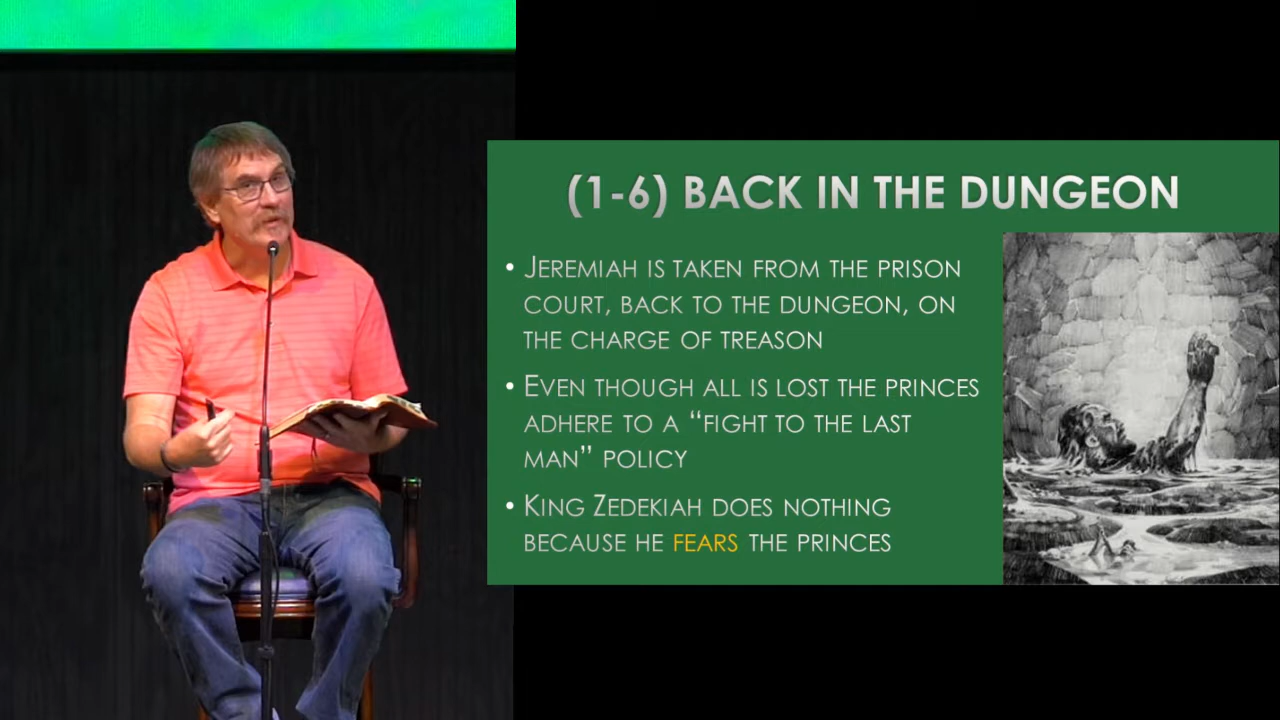 (1-6) BACK IN THE DUNGEON
• JEREMIAH IS TAKEN FROM THE PRISON
COURT, BACK TO THE DUNGEON, ON
THE CHARGE OF TREASON
• EVEN THOUGH ALL IS LOST THE PRINCES
ADHERE TO A “FIGHT TO THE LAST
MAN” POLICY
• KING ZEDEKIAH DOES NOTHING
BECAUSE HE FEARS THE PRINCES